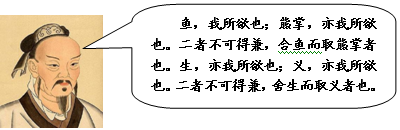 鱼，我所欲也；熊掌，亦我所欲
也。二者不可得兼，合鱼而取熊掌者
也。生，亦我所欲也；义，亦我所欲
也。二者不可得兼，舍生而取义者也。